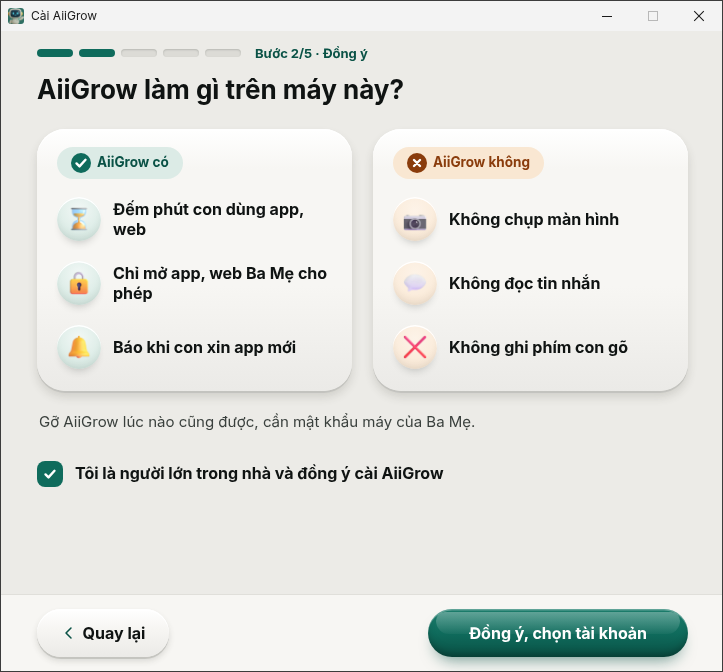 Cài AiiGrow
Bước 2/5 · Đồng ý
AiiGrow làm gì trên máy này?
AiiGrow có
Đếm phút con dùng app,
web
Chỉ mở app, web Ba Mẹ cho
phép
Báo khi con xin app mới
AiiGrow không
Không chụp màn hình
Không đọc tin nhắn
Không ghi phím con gõ
Gỡ AiiGrow lúc nào cũng được, cần mật khẩu máy của Ba Mẹ.
Tôi là người lớn trong nhà và đồng ý cài AiiGrow
Quay lại
Đồng ý, chọn tài khoản